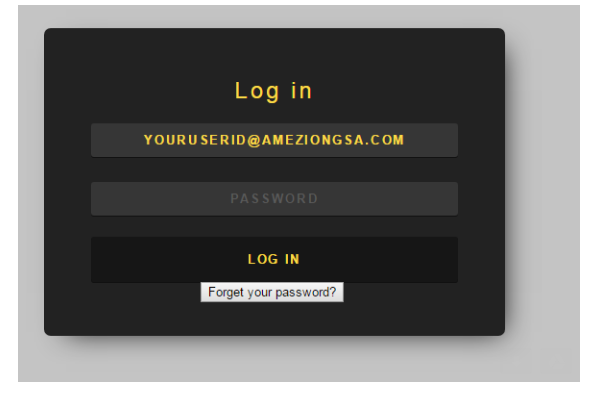 Log in
YOURUSERID@AMEZIONGSA.COM
PASSWORD
LOG IN
Forget your password?